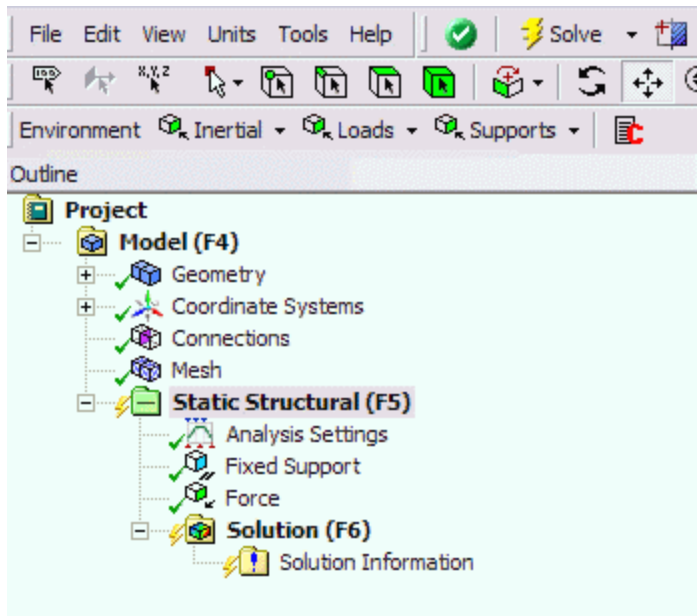 File Edit View Units Tools Help Solve
X,Y,Z
Environment Inertial Loads Supports
Outline
Project
Model (F4)
Geometry
Coordinate Systems
Connections
Mesh
Static Structural (F5)
Analysis Settings
Fixed Support
Force
Solution (F6)
Solution Information